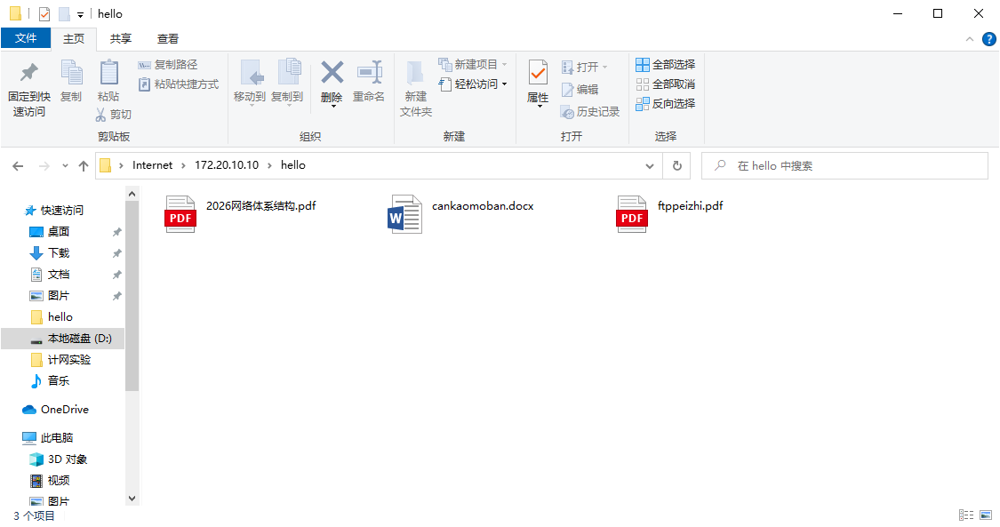 hello
文件 主页 共享 查看
固定到快速访问
复制
粘贴
复制路径
粘贴快捷方式
剪切
剪贴板
移动到
复制到
删除
重命名
组织
新建
文件夹
新建项目
轻松访问
新建
属性
打开
编辑
历史记录
打开
全部选择
全部取消
反向选择
选择
Internet > 172.20.10.10 > hello
在 hello 中搜索
快速访问
桌面
下载
文档
图片
hello
本地磁盘 (D:)
计网实验
音乐
OneDrive
此电脑
3D 对象
视频
图片
PDF 2026网络体系结构.pdf
W cankaomoban.docx
PDF ftppeizhi.pdf
3 个项目